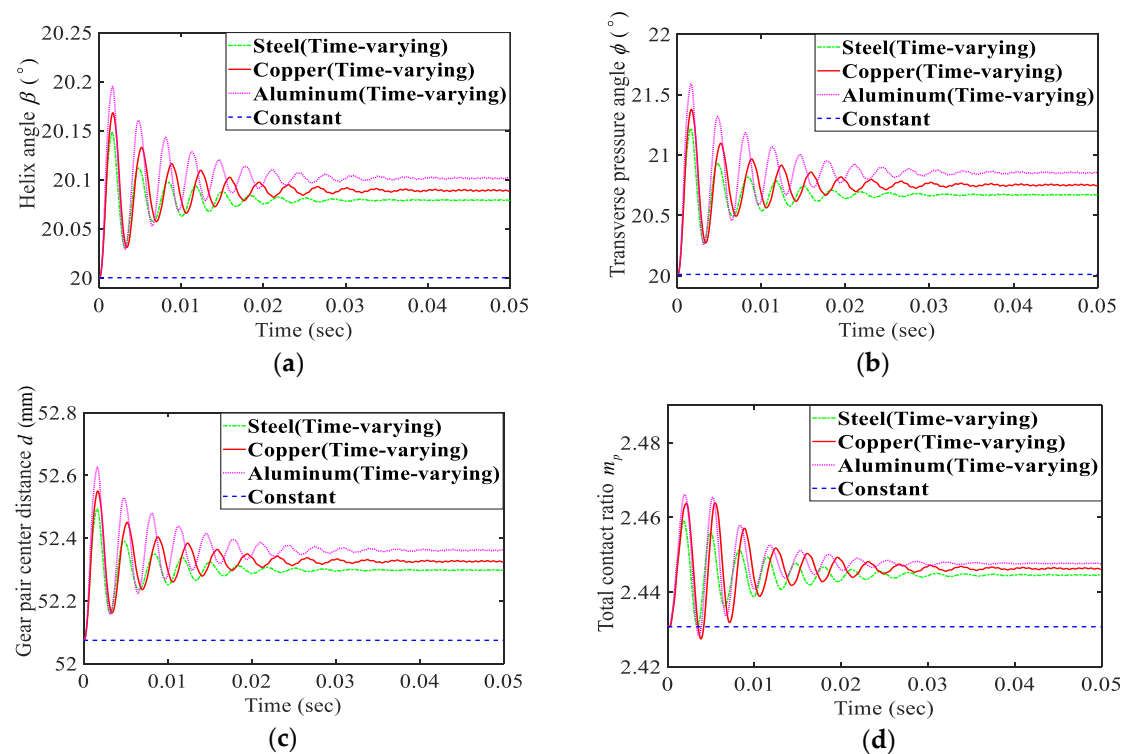 20.25
20.2
20.15
20.1
20.05
20
Helix angle β (°)
Steel(Time-varying)
Copper(Time-varying)
Aluminum(Time-varying)
Constant
0 0.01 0.02 0.03 0.04 0.05
Time (sec)
(a)
22
21.5
21
20.5
20
Transverse pressure angle ϕ (°)
Steel(Time-varying)
Copper(Time-varying)
Aluminum(Time-varying)
Constant
0 0.01 0.02 0.03 0.04 0.05
Time (sec)
(b)
52.8
52.6
52.4
52.2
52
Gear pair center distance d (mm)
Steel(Time-varying)
Copper(Time-varying)
Aluminum(Time-varying)
Constant
0 0.01 0.02 0.03 0.04 0.05
Time (sec)
(c)
2.48
2.46
2.44
2.42
Total contact ratio mp
Steel(Time-varying)
Copper(Time-varying)
Aluminum(Time-varying)
Constant
0 0.01 0.02 0.03 0.04 0.05
Time (sec)
(d)